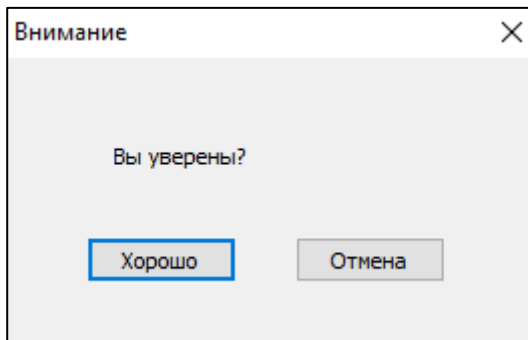 Внимание
Вы уверены?
Хорошо
Отмена